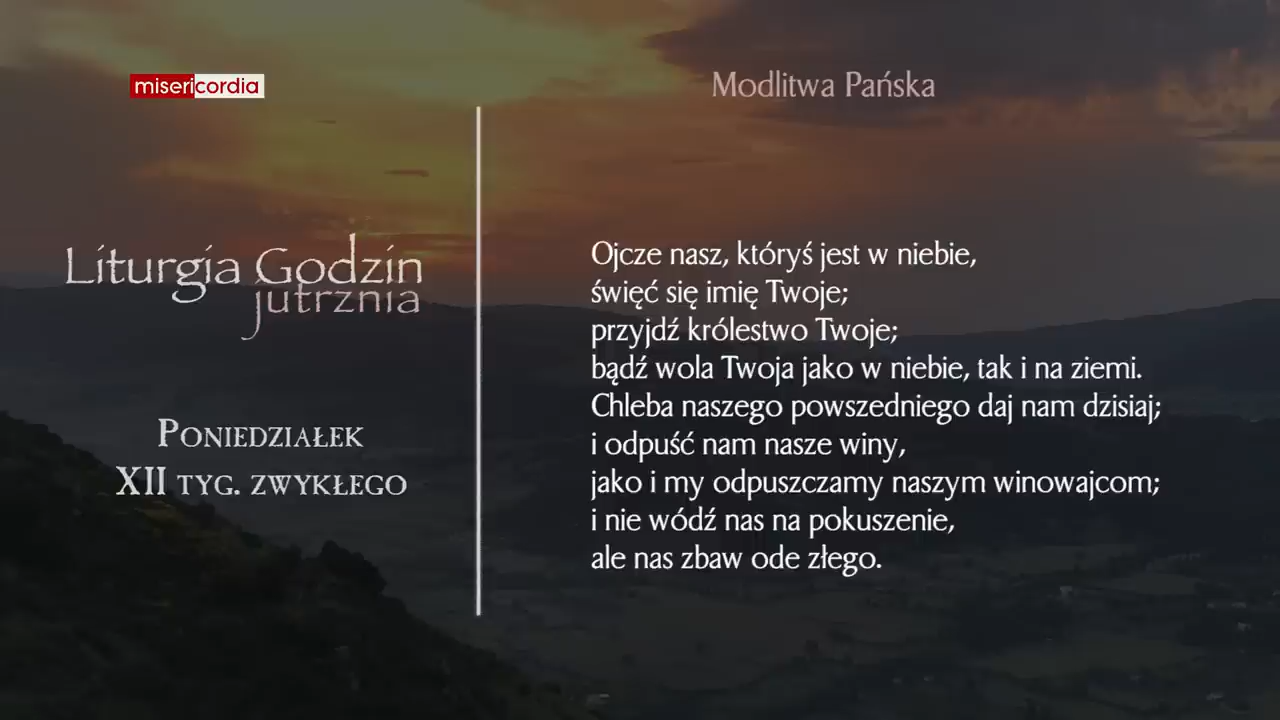 misericordia
Liturgia Godzin
jutrznia
Poniedziałek
XII tyg. zwykłego
Modlitwa Pańska
Ojcze nasz, któryś jest w niebie,
święć się imię Twoje;
przyjdź królestwo Twoje;
bądź wola Twoja jako w niebie, tak i na ziemi.
Chleba naszego powszedniego daj nam dzisiaj;
i odpuść nam nasze winy,
jako i my odpuszczamy naszym winowajcom;
i nie wódź nas na pokuszenie,
ale nas zbaw ode złego.